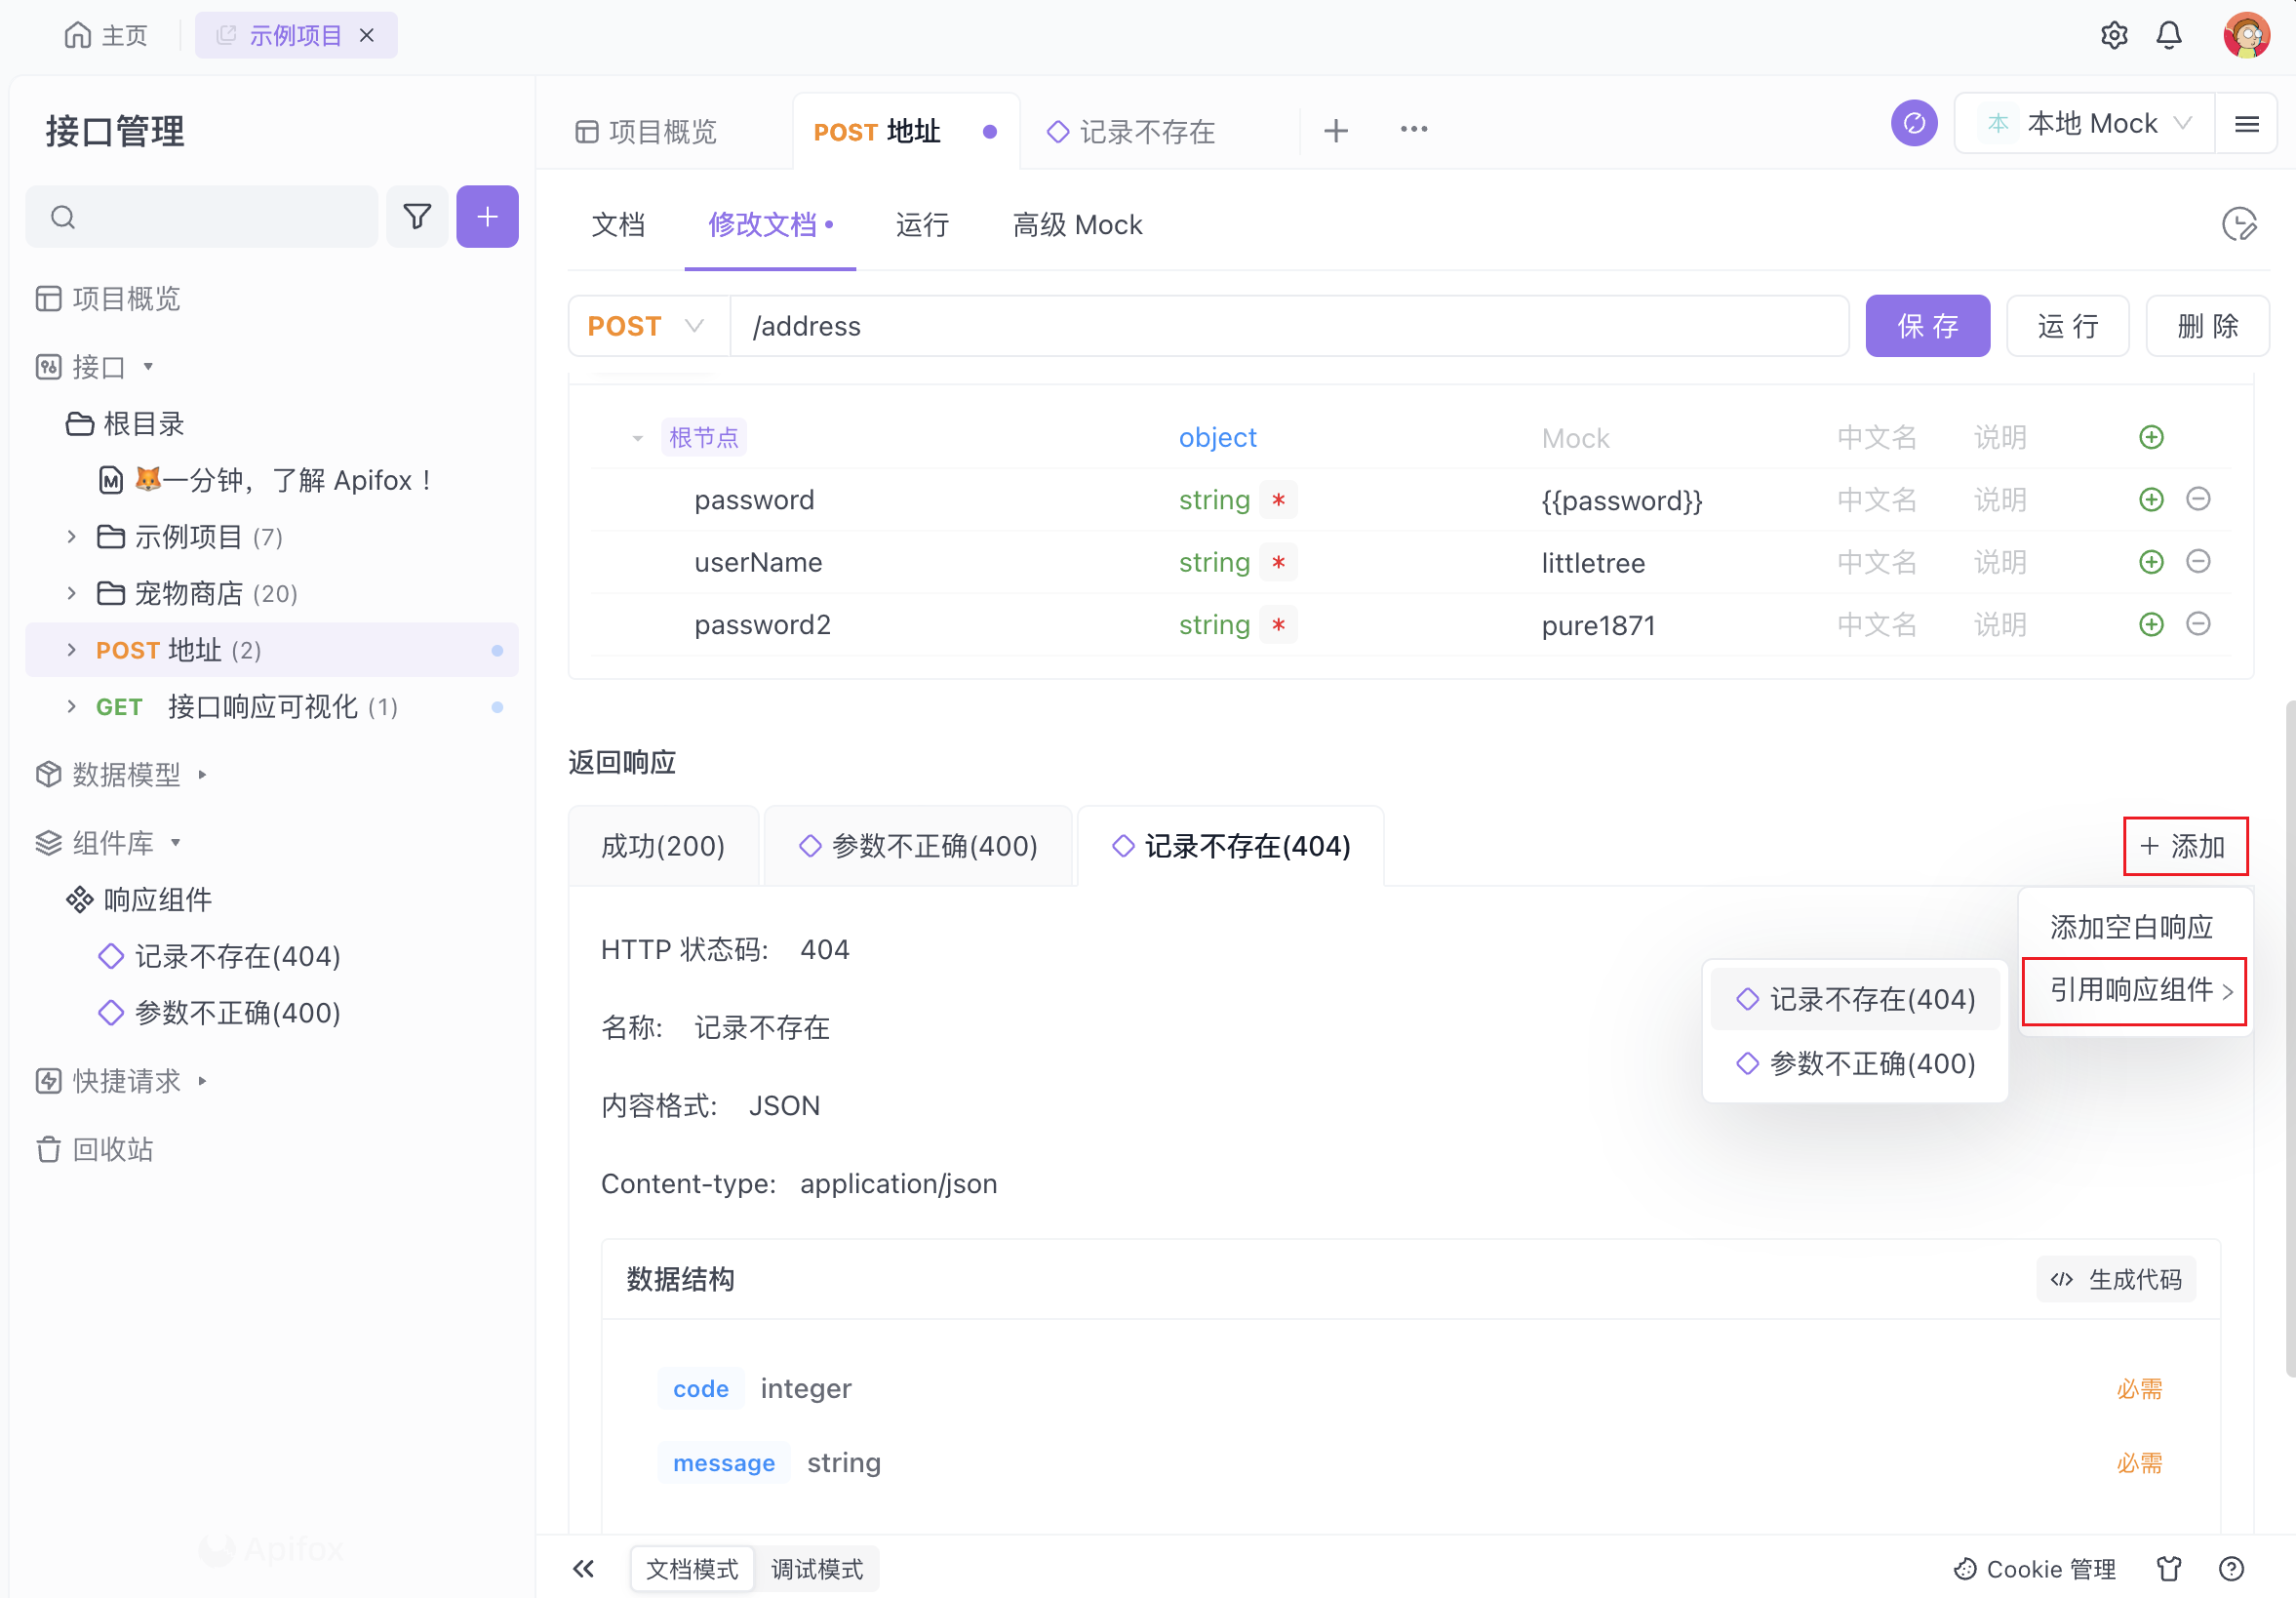 主页
示例项目
接口管理
项目概览
接口
根目录
M 🦊一分钟，了解 Apifox！
示例项目 (7)
宠物商店 (20)
POST 地址 (2)
GET 接口响应可视化 (1)
数据模型
组件库
响应组件
记录不存在(404)
参数不正确(400)
快捷请求
回收站
Apifox
项目概览
POST 地址
记录不存在
本 本地 Mock
文档
修改文档
运行
高级 Mock
POST
/address
保 存
运 行
删 除
根节点 object Mock 中文名 说明
password string * {{password}} 中文名 说明
userName string * littletree 中文名 说明
password2 string * pure1871 中文名 说明
返回响应
成功(200)
参数不正确(400)
记录不存在(404)
+ 添加
添加空白响应
引用响应组件
记录不存在(404)
参数不正确(400)
HTTP 状态码: 404
名称: 记录不存在
内容格式: JSON
Content-type: application/json
数据结构
</> 生成代码
code integer 必需
message string 必需
文档模式
调试模式
Cookie 管理